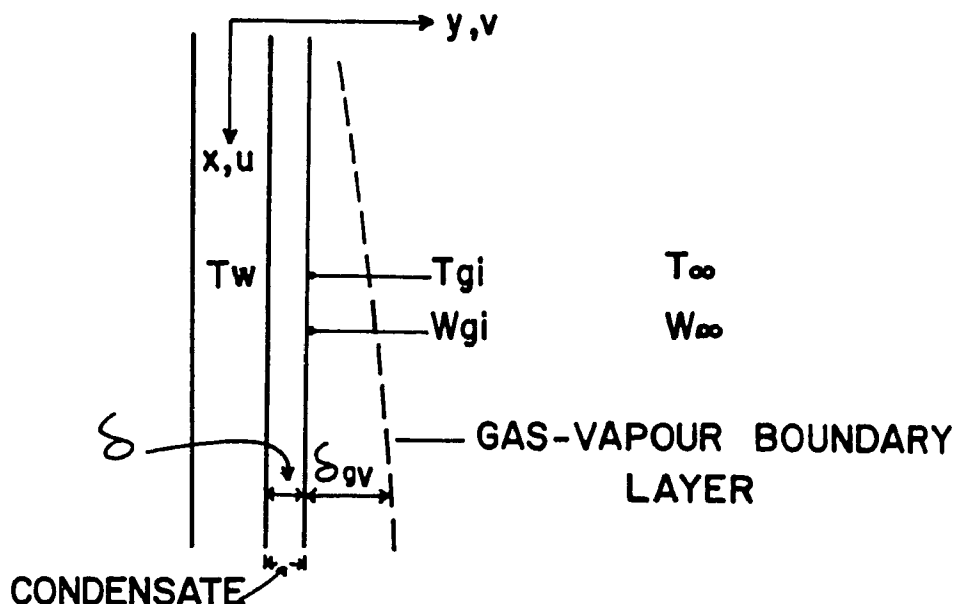 y,v
x,u
Tw
Tgi
T∞
Wgi
W∞
δ
δgv
GAS-VAPOUR BOUNDARY
LAYER
CONDENSATE